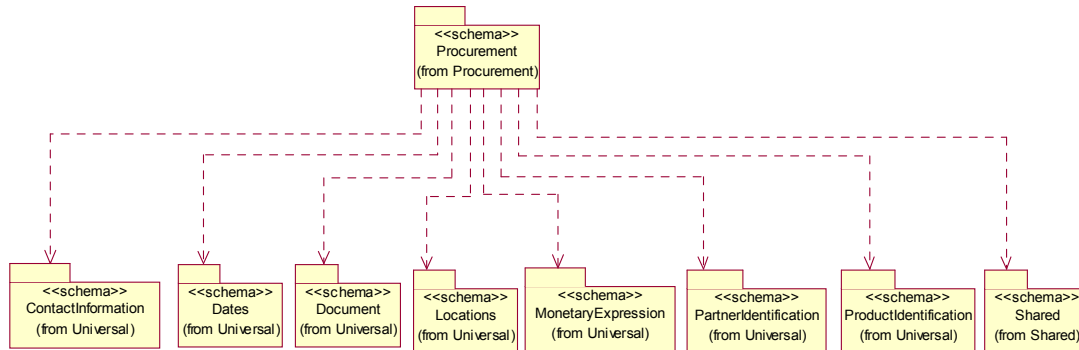 <<schema>>
Procurement
(from Procurement)
<<schema>>
ContactInformation
(from Universal)
<<schema>>
Dates
(from Universal)
<<schema>>
Document
(from Universal)
<<schema>>
Locations
(from Universal)
<<schema>>
MonetaryExpression
(from Universal)
<<schema>>
PartnerIdentification
(from Universal)
<<schema>>
ProductIdentification
(from Universal)
<<schema>>
Shared
(from Shared)